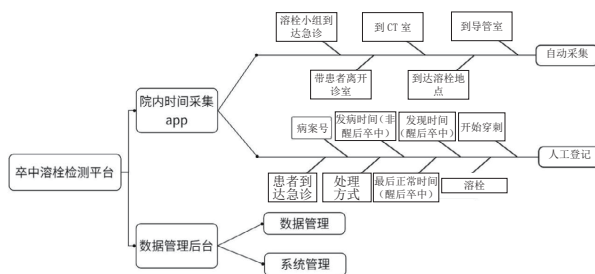 溶栓小组到
达急诊
到 CT 室
到导管室
自动采集
带患者离开
诊室
到达溶栓地
点
院内时间采集
app
病案号
发病时间（非
醒后卒中）
发现时间
（醒后卒中）
开始穿刺
人工登记
患者到
达急诊
处理
方式
最后正常时间
（醒后卒中）
溶栓
卒中溶栓检测平台
数据管理后台
数据管理
系统管理